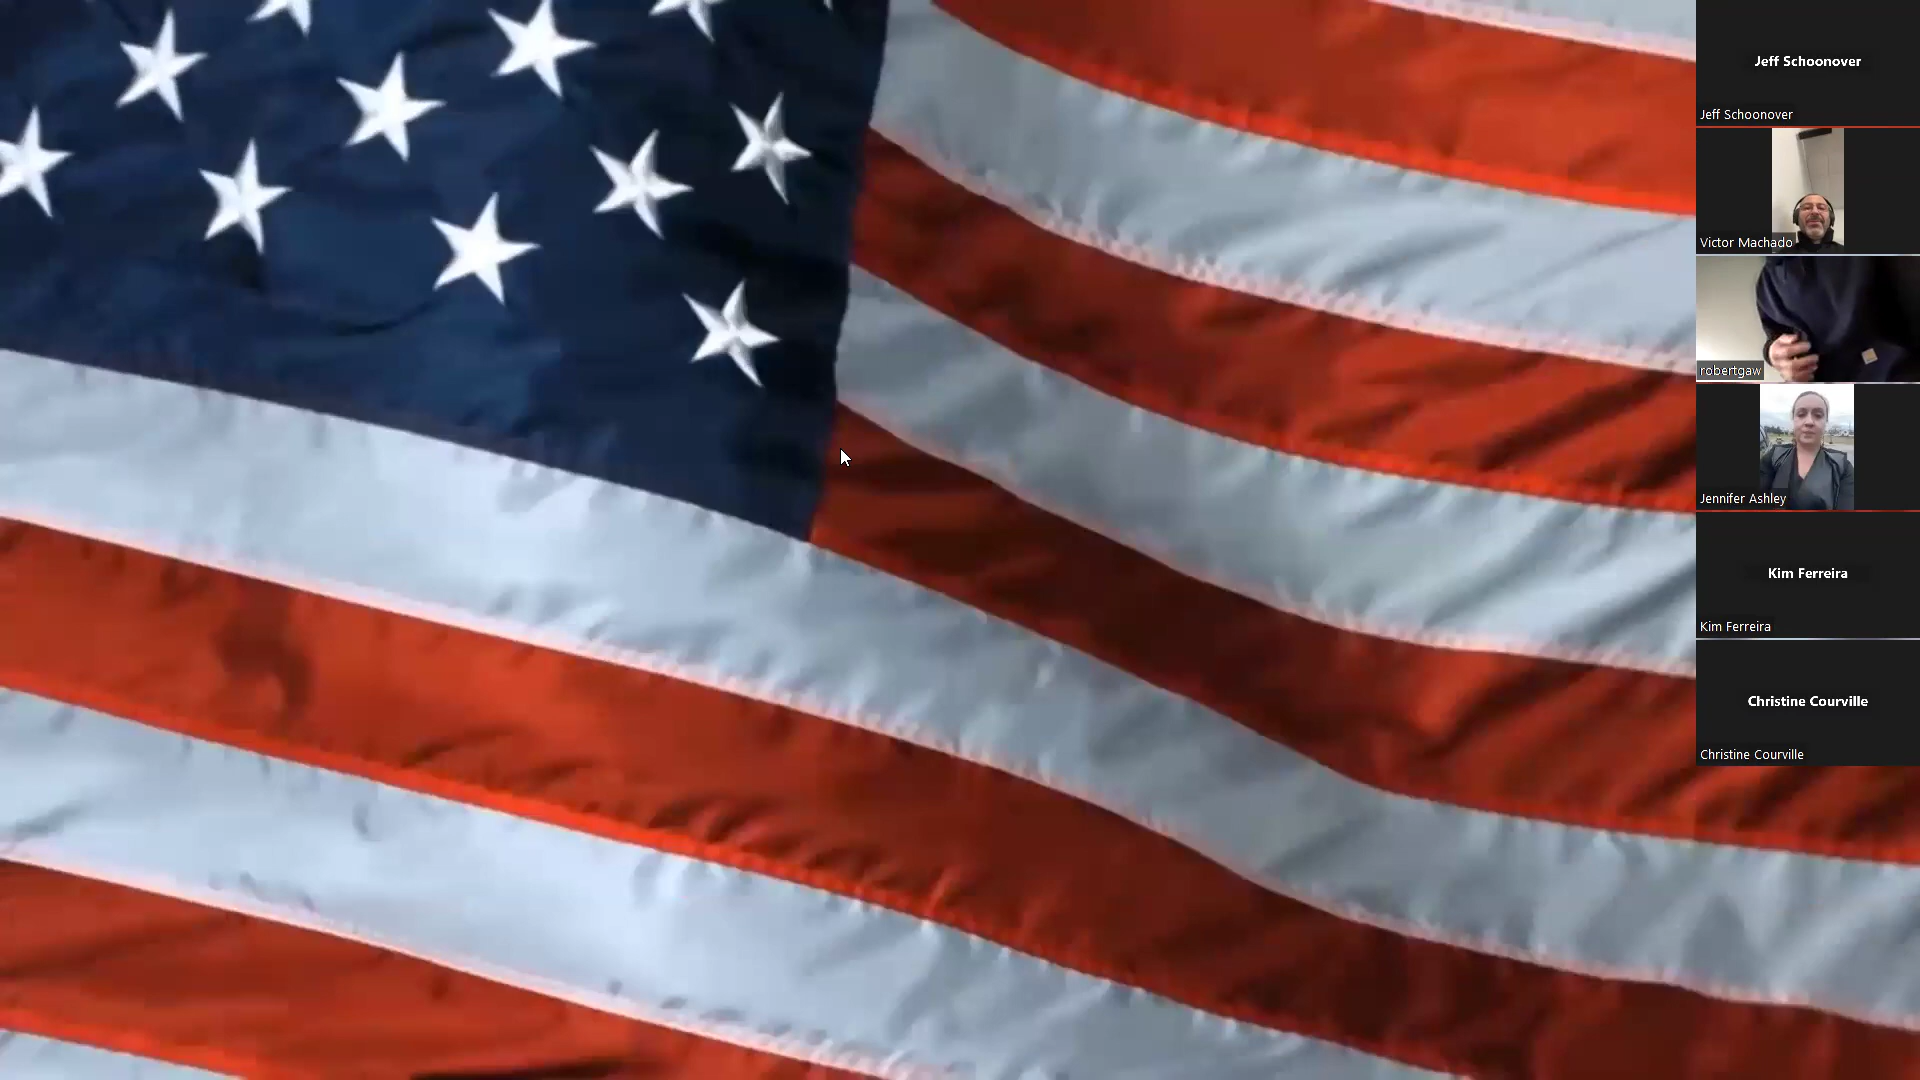 Jeff Schoonover
Jeff Schoonover
Victor Machado
robertgaw
Jennifer Ashley
Kim Ferreira
Kim Ferreira
Christine Courville
Christine Courville